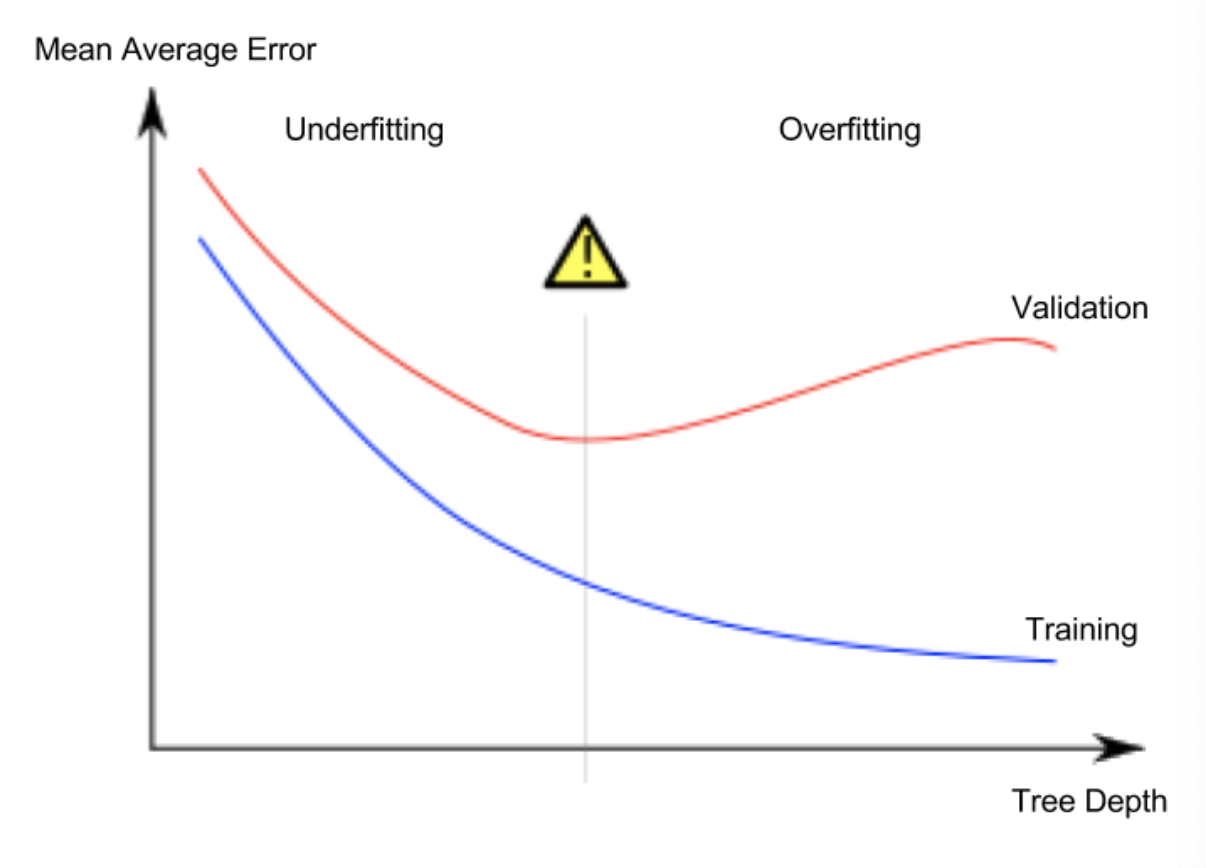 Mean Average Error
Underfitting
Overfitting
!
Validation
Training
Tree Depth